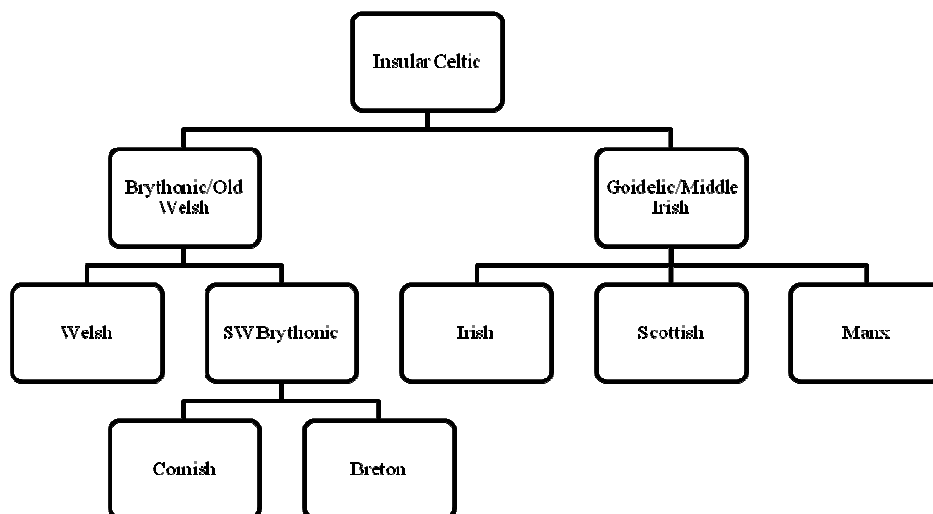 Insular Celtic
Brythonic/Old
Welsh
Goidelic/Middle
Irish
Welsh
SW Brythonic
Irish
Scottish
Manx
Cornish
Breton